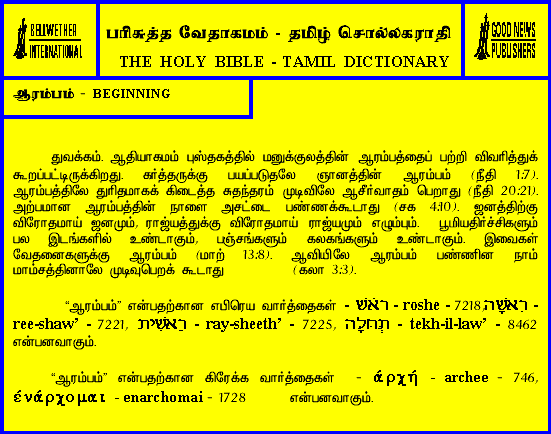 BELLWETHER
INTERNATIONAL
பரிசுத்த வேதாகமம் - தமிழ் சொல்லகராதி
THE HOLY BIBLE - TAMIL DICTIONARY
GOOD NEWS
PUBLISHERS
ஆரம்பம் - BEGINNING
துவக்கம். ஆதியாகமம் புஸ்தகத்தில் மனுக்குலத்தின் ஆரம்பத்தைப் பற்றி விவரித்துக்
கூறப்பட்டிருக்கிறது. கர்த்தருக்கு பயப்படுதலே ஞானத்தின் ஆரம்பம் (நீதி 1:7).
ஆரம்பத்திலே துரிதமாகக் கிடைத்த சுதந்தரம் முடிவிலே ஆசீர்வாதம் பெறாது (நீதி 20:21).
அற்பமான ஆரம்பத்தின் நாளை அசட்டை பண்ணக்கூடாது (சக 4:10). ஜனத்திற்கு
விரோதமாய் ஜனமும், ராஜ்யத்துக்கு விரோதமாய் ராஜ்யமும் எழும்பும். பூமியதிர்ச்சிகளும்
பல இடங்களில் உண்டாகும், பஞ்சங்களும் கலகங்களும் உண்டாகும். இவைகள்
வேதனைகளுக்கு ஆரம்பம் (மாற் 13:8). ஆவியிலே ஆரம்பம் பண்ணின நாம்
மாம்சத்தினாலே முடிவுபெறக் கூடாது (கலா 3:3).
“ஆரம்பம்” என்பதற்கான எபிரெய வார்த்தைகள் - רֹאשׁ - roshe - 7218, רִאשָׁה -
ree-shaw’ - 7221, רֵאשִׁית - ray-sheeth’ - 7225, תְּחִלָּה - tekh-il-law’ - 8462
என்பனவாகும்.
“ஆரம்பம்” என்பதற்கான கிரேக்க வார்த்தைகள் - άρχή - archee - 746,
ένάρχομαι - enarchomai - 1728 என்பனவாகும்.